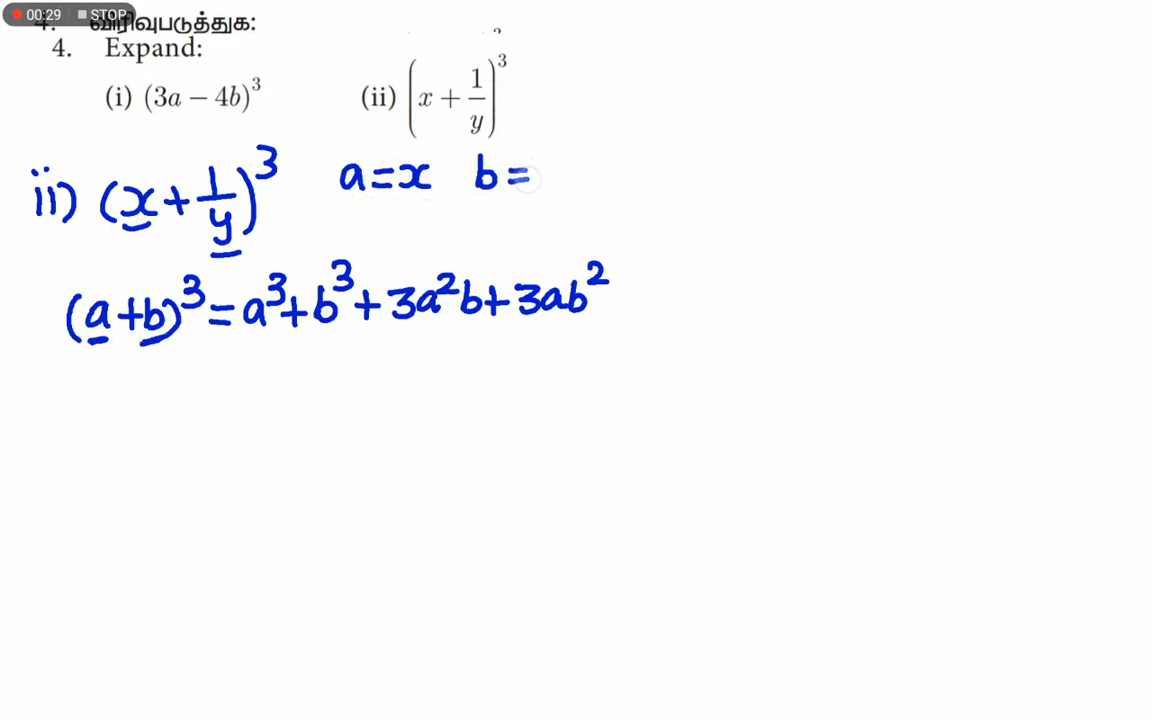 00:29 STOP
4. விரிவுபடுத்துக:
4. Expand:
(i) (3a − 4b)³ (ii) (x + 1/y)³
ii) (x + 1/y)³ a = x b =
(a + b)³ = a³ + b³ + 3a²b + 3ab²